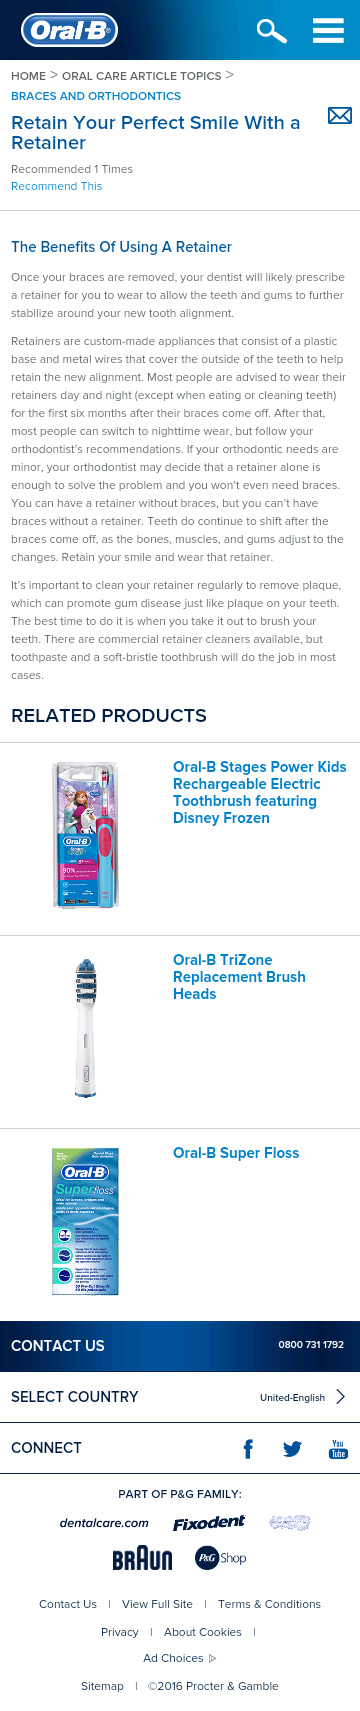 Oral-B
HOME > ORAL CARE ARTICLE TOPICS >
BRACES AND ORTHODONTICS
Retain Your Perfect Smile With a
Retainer
Recommended 1 Times
Recommend This
The Benefits Of Using A Retainer
Once your braces are removed, your dentist will likely prescribe
a retainer for you to wear to allow the teeth and gums to further
stabilize around your new tooth alignment.
Retainers are custom-made appliances that consist of a plastic
base and metal wires that cover the outside of the teeth to help
retain the new alignment. Most people are advised to wear their
retainers day and night (except when eating or cleaning teeth)
for the first six months after their braces come off. After that,
most people can switch to nighttime wear, but follow your
orthodontist's recommendations. If your orthodontic needs are
minor, your orthodontist may decide that a retainer alone is
enough to solve the problem and you won't even need braces.
You can have a retainer without braces, but you can't have
braces without a retainer. Teeth do continue to shift after the
braces come off, as the bones, muscles, and gums adjust to the
changes. Retain your smile and wear that retainer.
It's important to clean your retainer regularly to remove plaque,
which can promote gum disease just like plaque on your teeth.
The best time to do it is when you take it out to brush your
teeth. There are commercial retainer cleaners available, but
toothpaste and a soft-bristle toothbrush will do the job in most
cases.
RELATED PRODUCTS
Oral-B Stages Power Kids
Rechargeable Electric
Toothbrush featuring
Disney Frozen
Oral-B
90%
Oral-B TriZone
Replacement Brush
Heads
Oral-B Super Floss
Oral-B
Superfloss
CONTACT US 0800 731 1792
SELECT COUNTRY United-English
CONNECT You
Tube
PART OF P&G FAMILY:
dentalcare.com Fixodent
BRAUN P&G Shop
Contact Us | View Full Site | Terms & Conditions
Privacy | About Cookies |
Ad Choices
Sitemap | ©2016 Procter & Gamble